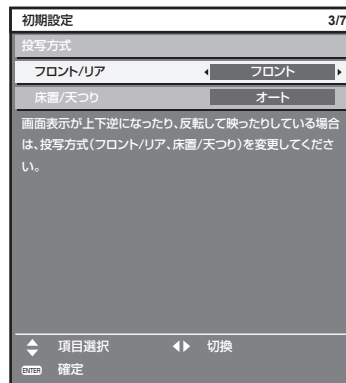 初期設定 3/7
投写方式
フロント/リア フロント
床置/天つり オート
画面表示が上下逆になったり、反転して映ったりしている場合
は、投写方式(フロント/リア、床置/天つり)を変更してくださ
い。
項目選択 切換
ENTER 確定